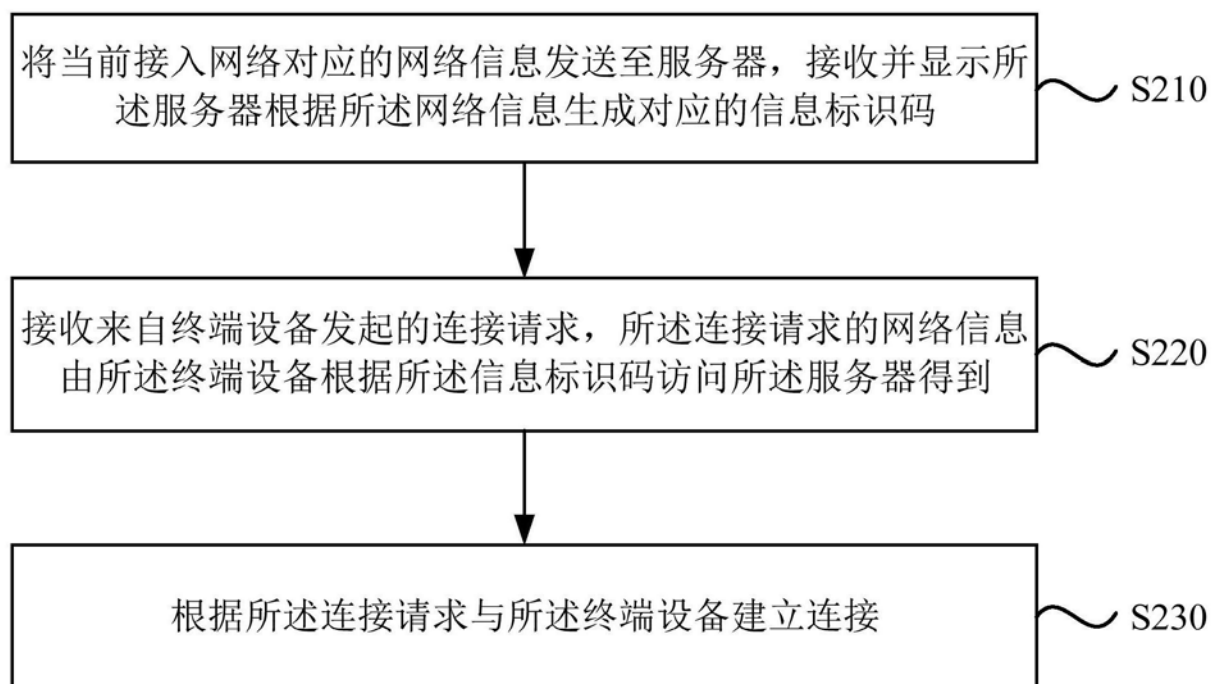 将当前接入网络对应的网络信息发送至服务器，接收并显示所
述服务器根据所述网络信息生成对应的信息标识码
S210
接收来自终端设备发起的连接请求，所述连接请求的网络信息
由所述终端设备根据所述信息标识码访问所述服务器得到
S220
根据所述连接请求与所述终端设备建立连接
S230